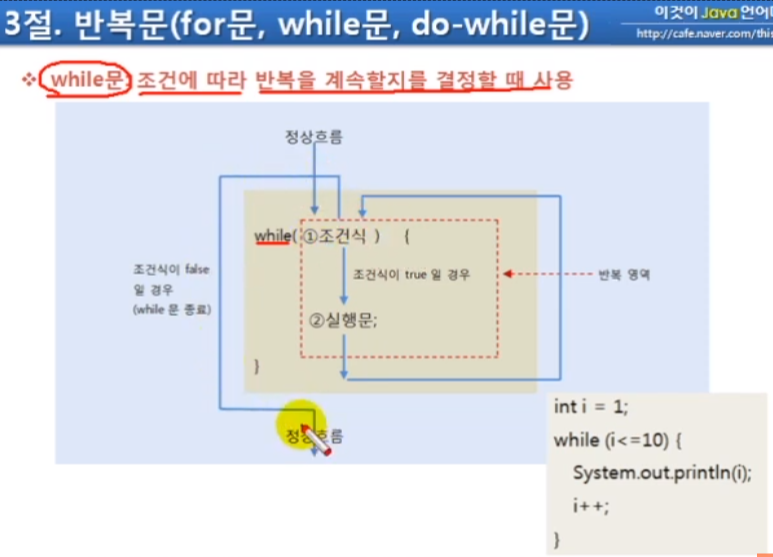 3절. 반복문(for문, while문, do-while문)
이것이 Java 언어
http://cafe.naver.com/this
❖ while문: 조건에 따라 반복을 계속할지를 결정할 때 사용
정상흐름
while( ①조건식 ) {
조건식이 false
일 경우
(while 문 종료)
조건식이 true 일 경우
반복 영역
②실행문;
}
정상흐름
int i = 1;
while (i<=10) {
System.out.println(i);
i++;
}